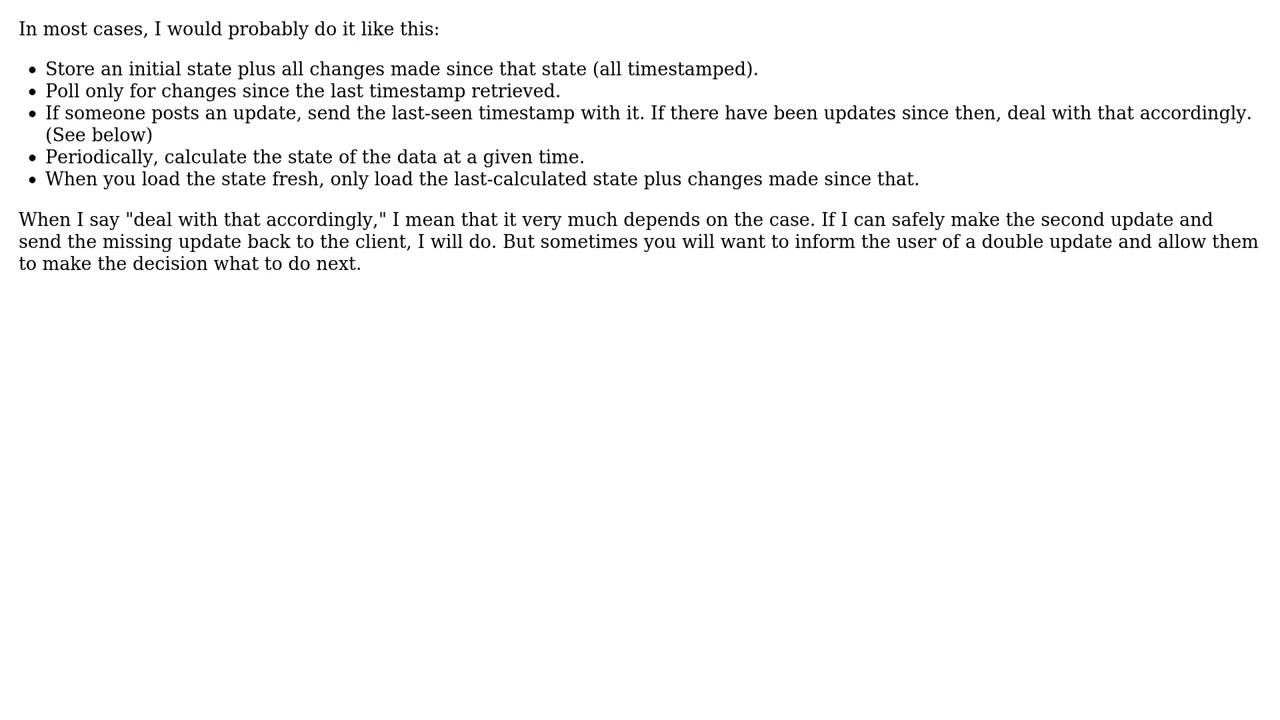 In most cases, I would probably do it like this:
• Store an initial state plus all changes made since that state (all timestamped).
• Poll only for changes since the last timestamp retrieved.
• If someone posts an update, send the last-seen timestamp with it. If there have been updates since then, deal with that accordingly.
(See below)
• Periodically, calculate the state of the data at a given time.
• When you load the state fresh, only load the last-calculated state plus changes made since that.
When I say "deal with that accordingly," I mean that it very much depends on the case. If I can safely make the second update and
send the missing update back to the client, I will do. But sometimes you will want to inform the user of a double update and allow them
to make the decision what to do next.